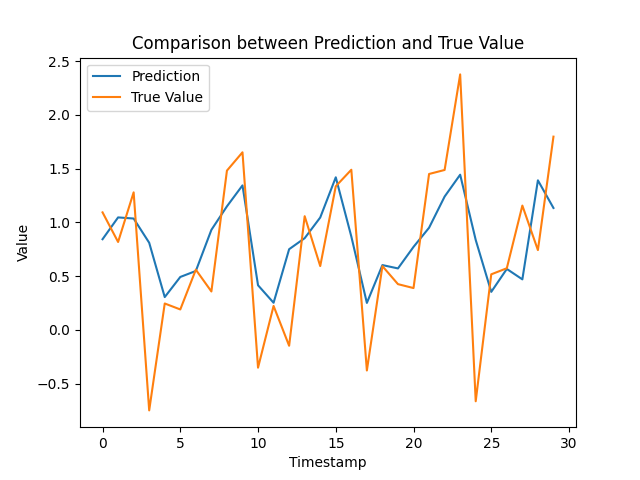 Comparison between Prediction and True Value
Prediction
True Value
2.5
2.0
1.5
1.0
0.5
0.0
−0.5
Value
0 5 10 15 20 25 30
Timestamp